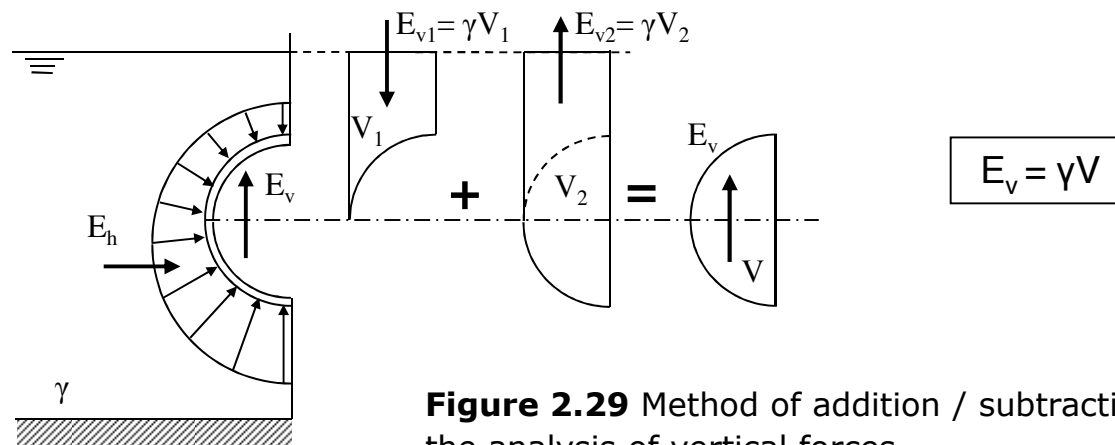 E_v1= γV_1
E_v2= γV_2
V_1
E_v
E_v
+
V_2
=
E_v = γV
E_h
V
γ
Figure 2.29 Method of addition / subtracti
the analysis of vertical forces